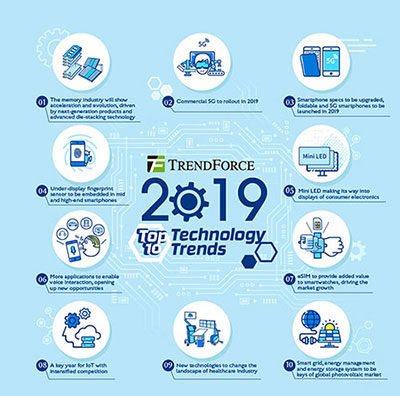 5G
5G
01 The memory industry will show
acceleration and evolution, driven
by next-generation products and
advanced die-stacking technology
02 Commercial 5G to rollout in 2019
03 Smartphone specs to be upgraded,
foldable and 5G smartphones to be
launched in 2019
TRENDFORCE
2019
Top Technology
10 Trends
Mini LED
04 Under-display fingerprint
sensor to be embedded in mid
and high-end smartphones
05 Mini LED making its way into
displays of consumer electronics
06 More applications to enable
voice interaction, opening
up new opportunities
07 eSIM to provide added value
to smartwatches, driving the
market growth
08 A key year for IoT with
intensified competition
09 New technologies to change the
landscape of healthcare industry
10 Smart grid, energy management
and energy storage system to be
keys of global photovoltaic market